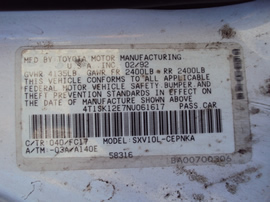 MFD. BY TOYOTA MOTOR MANUFACTURING
U S A INC. 02/92
GVWR 4135LB GAWR FR 2400LB * RR 2400LB
THIS VEHICLE CONFORMS TO ALL APPLICABLE
FEDERAL MOTOR VEHICLE SAFETY, BUMPER, AND
THEFT PREVENTION STANDARDS IN EFFECT ON
THE DATE OF MANUFACTURE SHOWN ABOVE.
4T1SK12E7NU061617 PASS. CAR
C/TR: 040/FC17 MODEL: SXV10L-CEPNKA
A/TM: -03A/A140E
58316 BA00700306